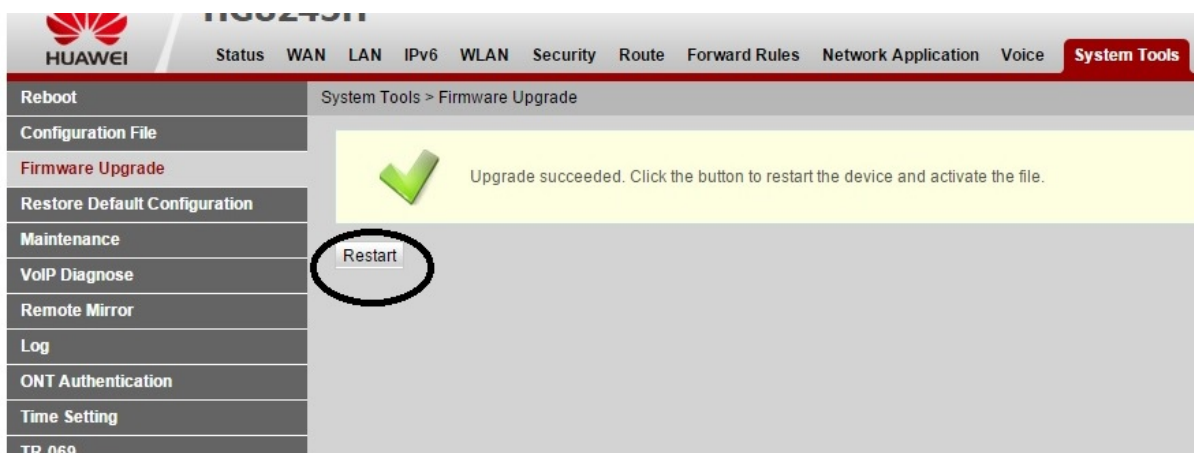 HUAWEI
Status WAN LAN IPv6 WLAN Security Route Forward Rules Network Application Voice System Tools
Reboot
System Tools > Firmware Upgrade
Configuration File
Firmware Upgrade
Upgrade succeeded. Click the button to restart the device and activate the file.
Restore Default Configuration
Maintenance
Restart
VoIP Diagnose
Remote Mirror
Log
ONT Authentication
Time Setting
TR-069